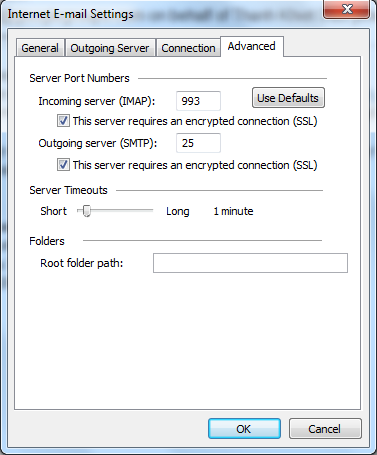 Internet E-mail Settings
General Outgoing Server Connection Advanced
Server Port Numbers
Incoming server (IMAP): 993 Use Defaults
This server requires an encrypted connection (SSL)
Outgoing server (SMTP): 25
This server requires an encrypted connection (SSL)
Server Timeouts
Short Long 1 minute
Folders
Root folder path:
OK Cancel